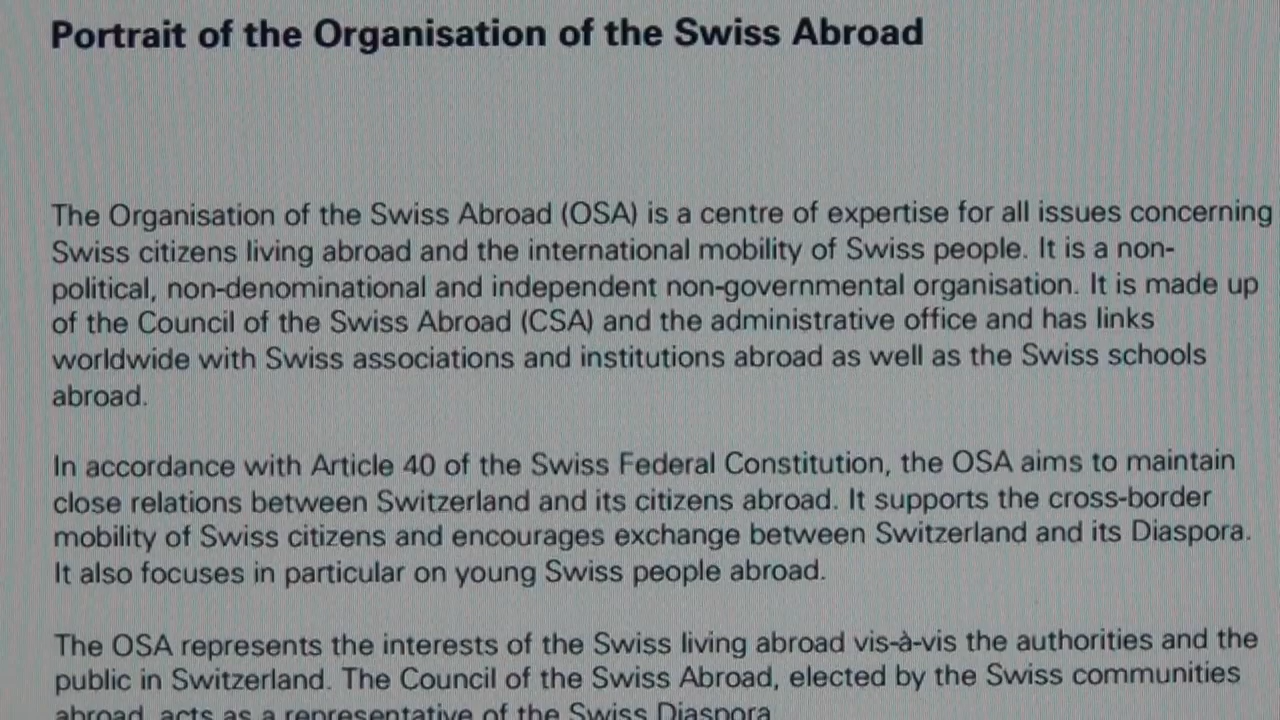 Portrait of the Organisation of the Swiss Abroad
The Organisation of the Swiss Abroad (OSA) is a centre of expertise for all issues concerning
Swiss citizens living abroad and the international mobility of Swiss people. It is a non-
political, non-denominational and independent non-governmental organisation. It is made up
of the Council of the Swiss Abroad (CSA) and the administrative office and has links
worldwide with Swiss associations and institutions abroad as well as the Swiss schools
abroad.
In accordance with Article 40 of the Swiss Federal Constitution, the OSA aims to maintain
close relations between Switzerland and its citizens abroad. It supports the cross-border
mobility of Swiss citizens and encourages exchange between Switzerland and its Diaspora.
It also focuses in particular on young Swiss people abroad.
The OSA represents the interests of the Swiss living abroad vis-à-vis the authorities and the
public in Switzerland. The Council of the Swiss Abroad, elected by the Swiss communities
abroad, acts as a representative of the Swiss Diaspora